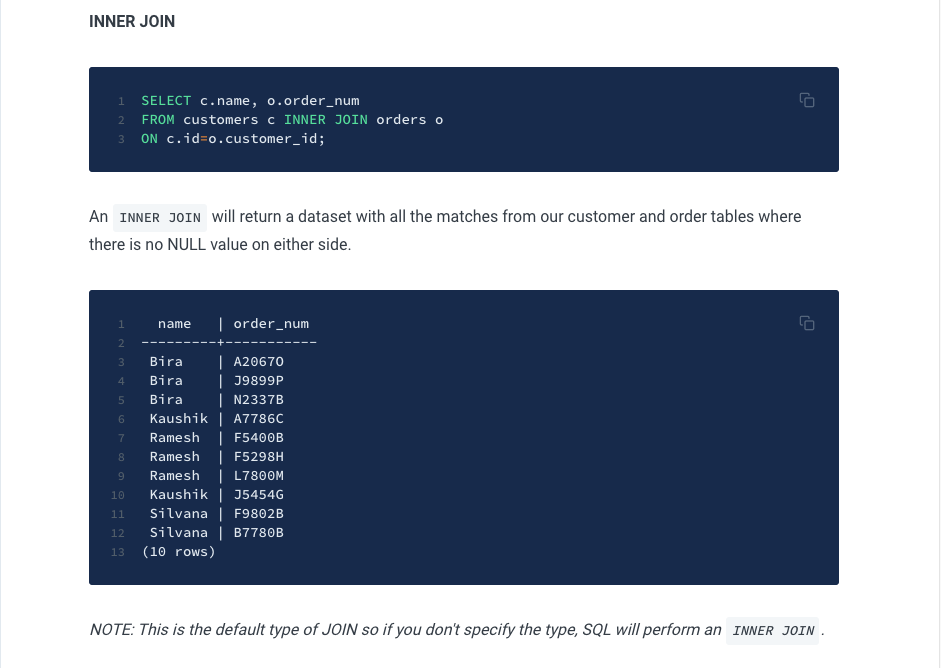 INNER JOIN
1 SELECT c.name, o.order_num
2 FROM customers c INNER JOIN orders o
3 ON c.id=o.customer_id;
An INNER JOIN will return a dataset with all the matches from our customer and order tables where
there is no NULL value on either side.
1   name   | order_num
2 ---------+-----------
3  Bira    | A2067O
4  Bira    | J9899P
5  Bira    | N2337B
6  Kaushik | A7786C
7  Ramesh  | F5400B
8  Ramesh  | F5298H
9  Ramesh  | L7800M
10  Kaushik | J5454G
11  Silvana | F9802B
12  Silvana | B7780B
13 (10 rows)
NOTE: This is the default type of JOIN so if you don't specify the type, SQL will perform an INNER JOIN .